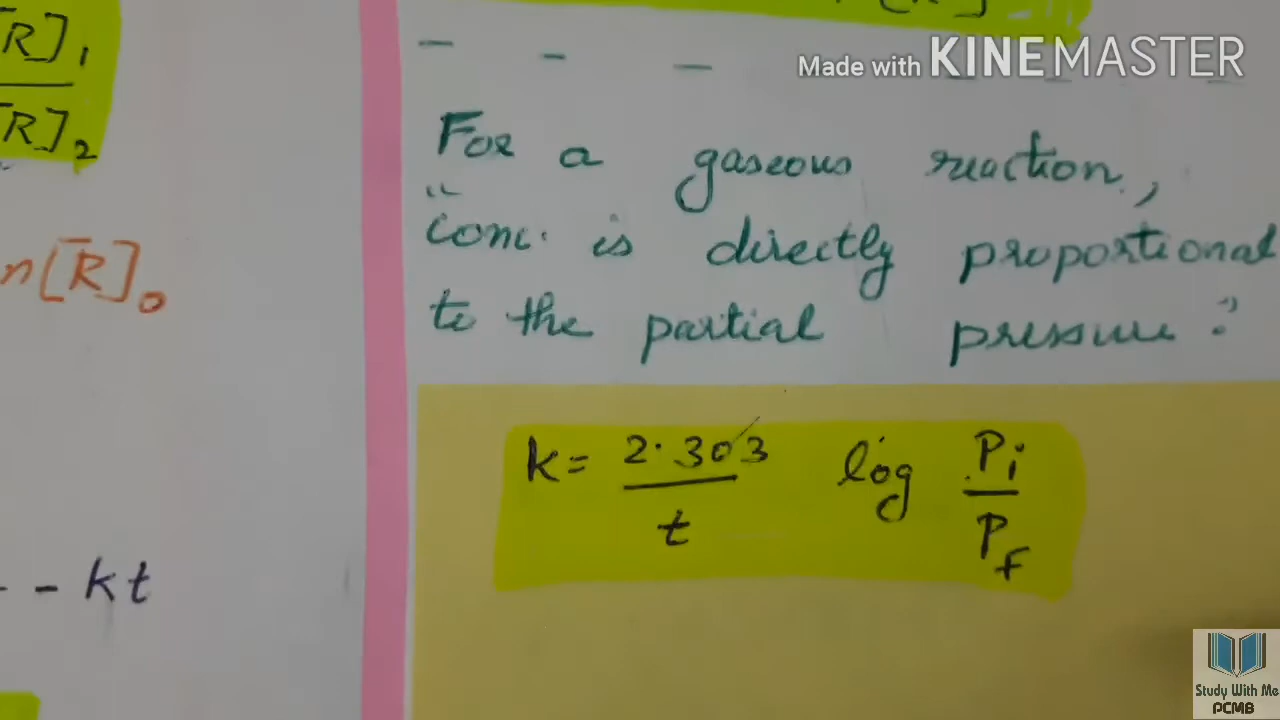 R]₁
R]₂
n[R]₀
- - kt
[R]
Made with KINEMASTER
For a gaseous reaction,
"conc. is directly proportional
to the partial pressure"
k = 2.303 / t log Pi / Pf
Study With Me
PCMB